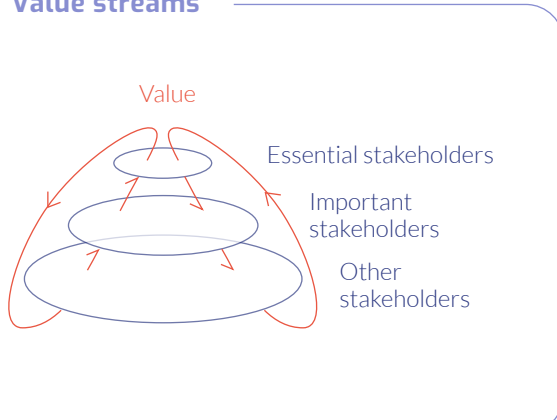 Value streams
Value
Essential stakeholders
Important
stakeholders
Other
stakeholders